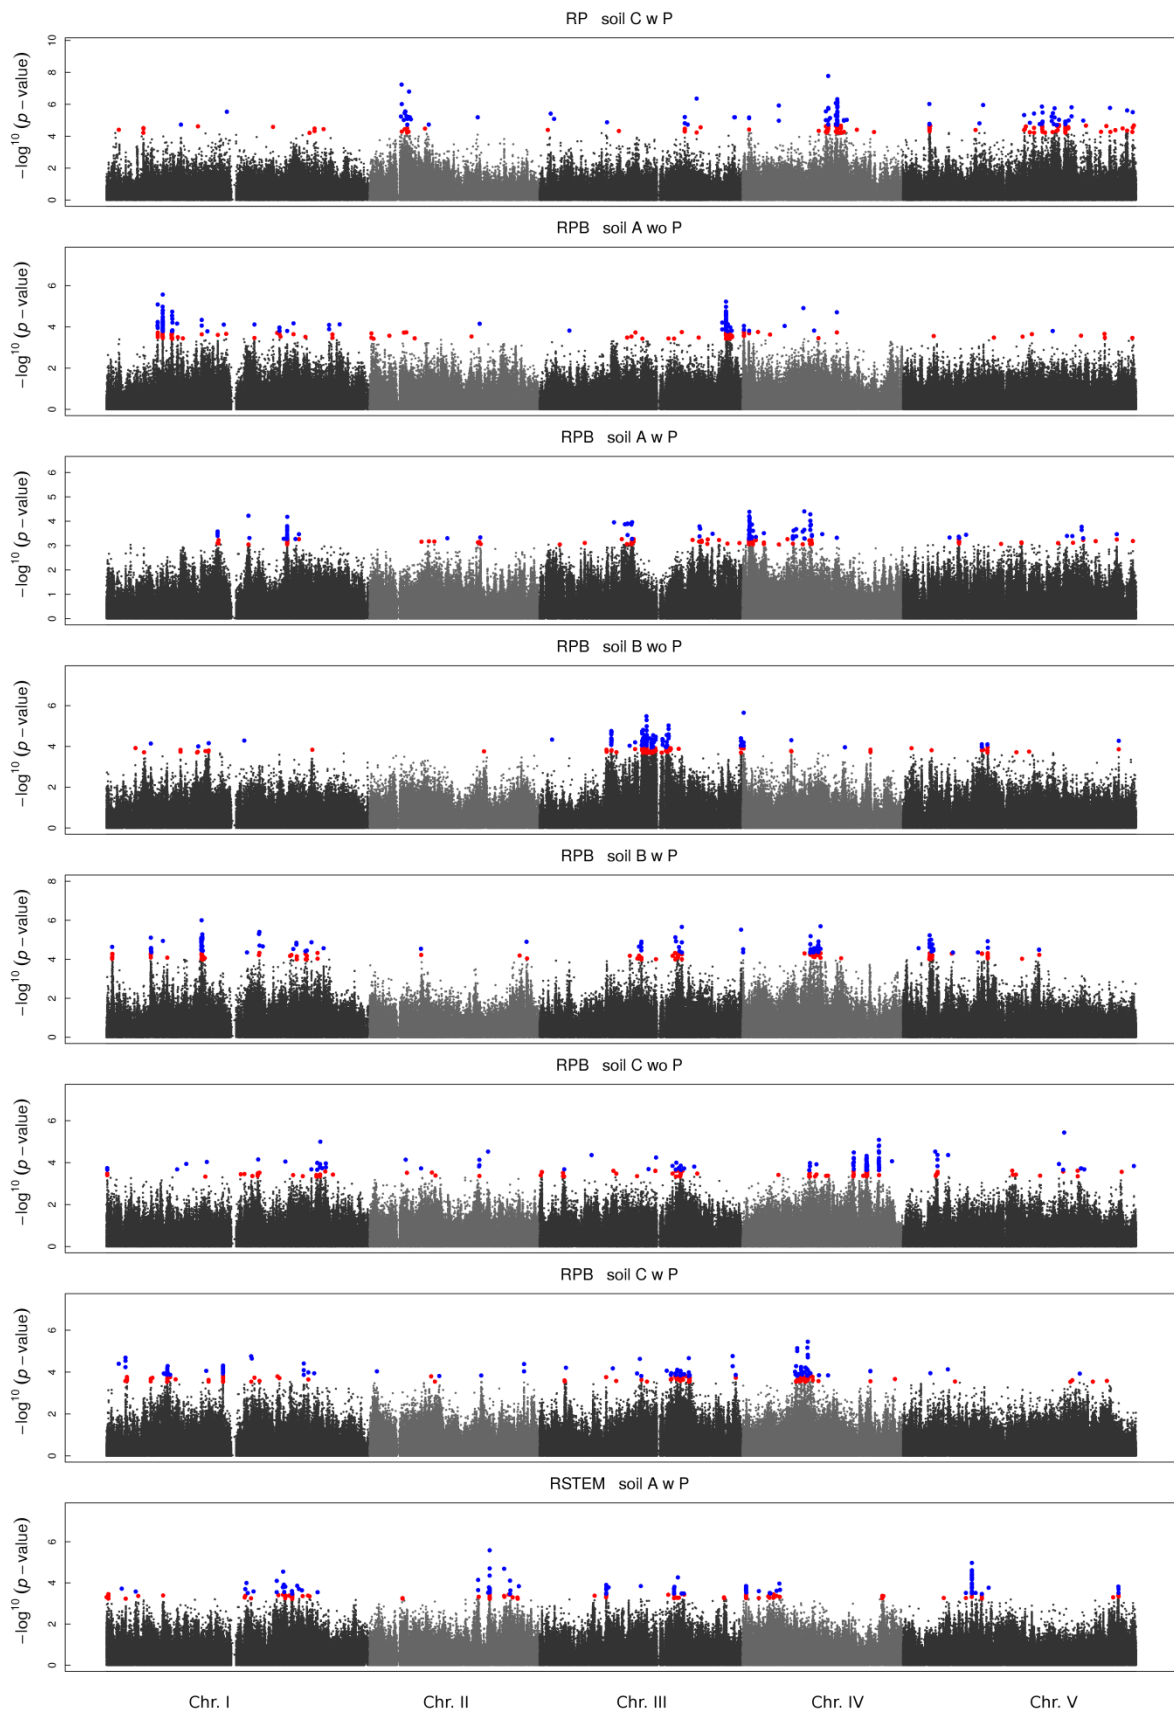 RP soil C w P
−log¹⁰ (p − value)
0 2 4 6 8 10
RPB soil A wo P
−log¹⁰ (p − value)
0 2 4 6
RPB soil A w P
−log¹⁰ (p − value)
0 1 2 3 4 5 6
RPB soil B wo P
−log¹⁰ (p − value)
0 2 4 6
RPB soil B w P
−log¹⁰ (p − value)
0 2 4 6 8
RPB soil C wo P
−log¹⁰ (p − value)
0 2 4 6
RPB soil C w P
−log¹⁰ (p − value)
0 2 4 6
RSTEM soil A w P
−log¹⁰ (p − value)
0 2 4 6
Chr. I Chr. II Chr. III Chr. IV Chr. V